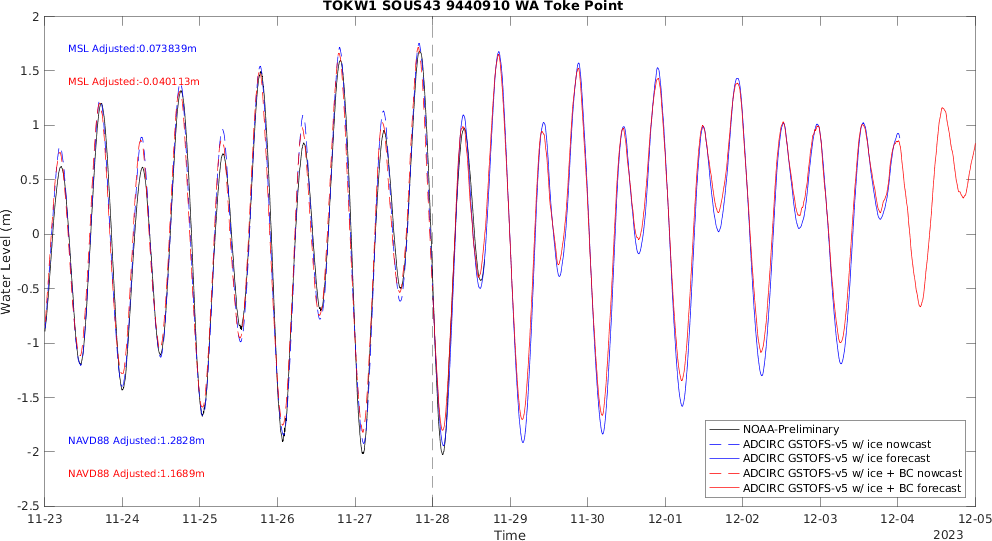 TOKW1 SOUS43 9440910 WA Toke Point
2
1.5
1
0.5
0
-0.5
-1
-1.5
-2
-2.5
Water Level (m)
MSL Adjusted:0.073839m
MSL Adjusted:-0.040113m
NAVD88 Adjusted:1.2828m
NAVD88 Adjusted:1.1689m
NOAA-Preliminary
ADCIRC GSTOFS-v5 w/ ice nowcast
ADCIRC GSTOFS-v5 w/ ice forecast
ADCIRC GSTOFS-v5 w/ ice + BC nowcast
ADCIRC GSTOFS-v5 w/ ice + BC forecast
11-23 11-24 11-25 11-26 11-27 11-28 11-29 11-30 12-01 12-02 12-03 12-04 12-05
Time
2023